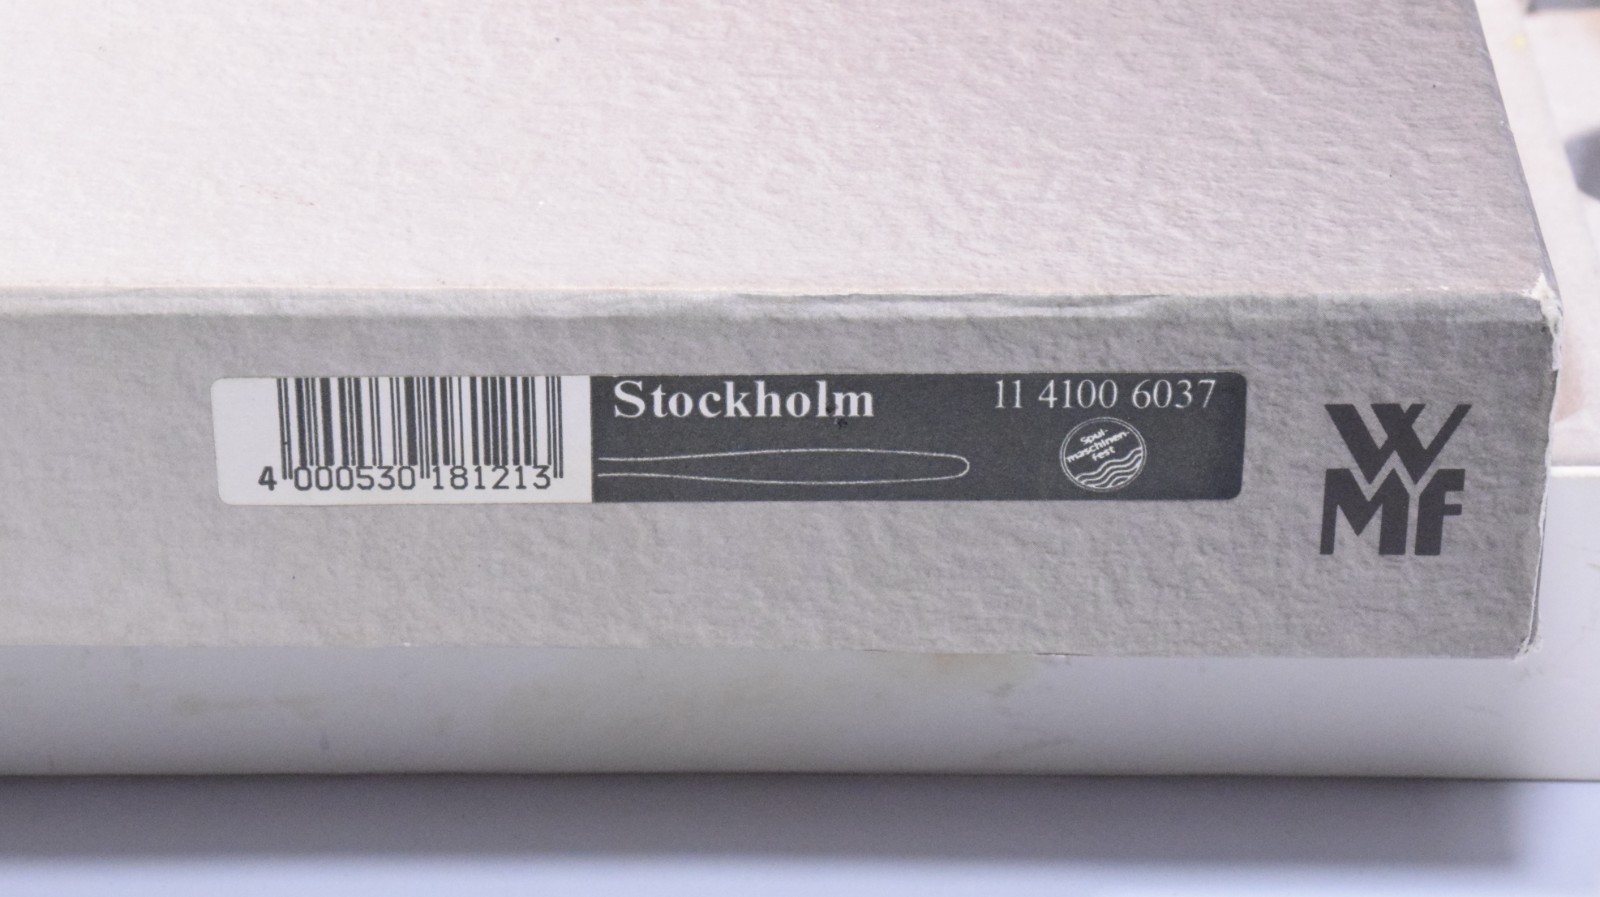 Stockholm
11 4100 6037
Spül-
maschinen-
fest
4 000530 181213
WMF